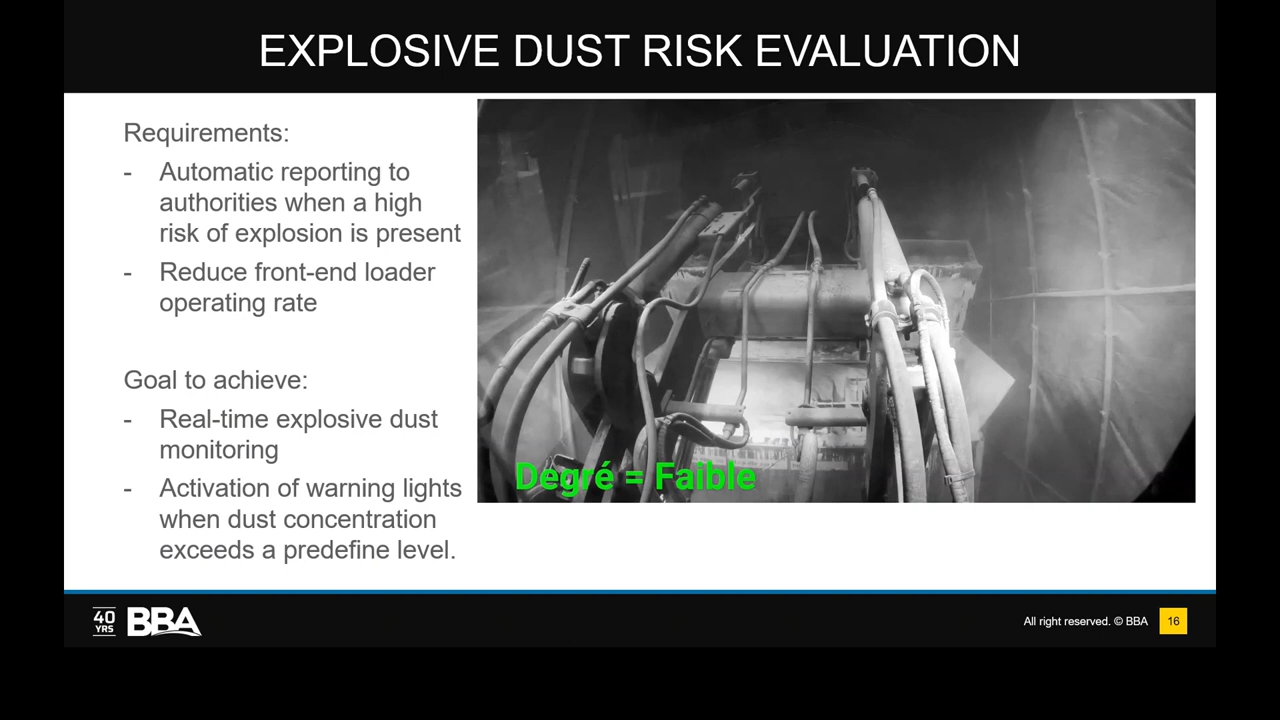 EXPLOSIVE DUST RISK EVALUATION
Requirements:
- Automatic reporting to
authorities when a high
risk of explosion is present
- Reduce front-end loader
operating rate
Goal to achieve:
- Real-time explosive dust
monitoring
- Activation of warning lights
when dust concentration
exceeds a predefine level.
Degré = Faible
40
YRS
BBA
All right reserved. © BBA
16